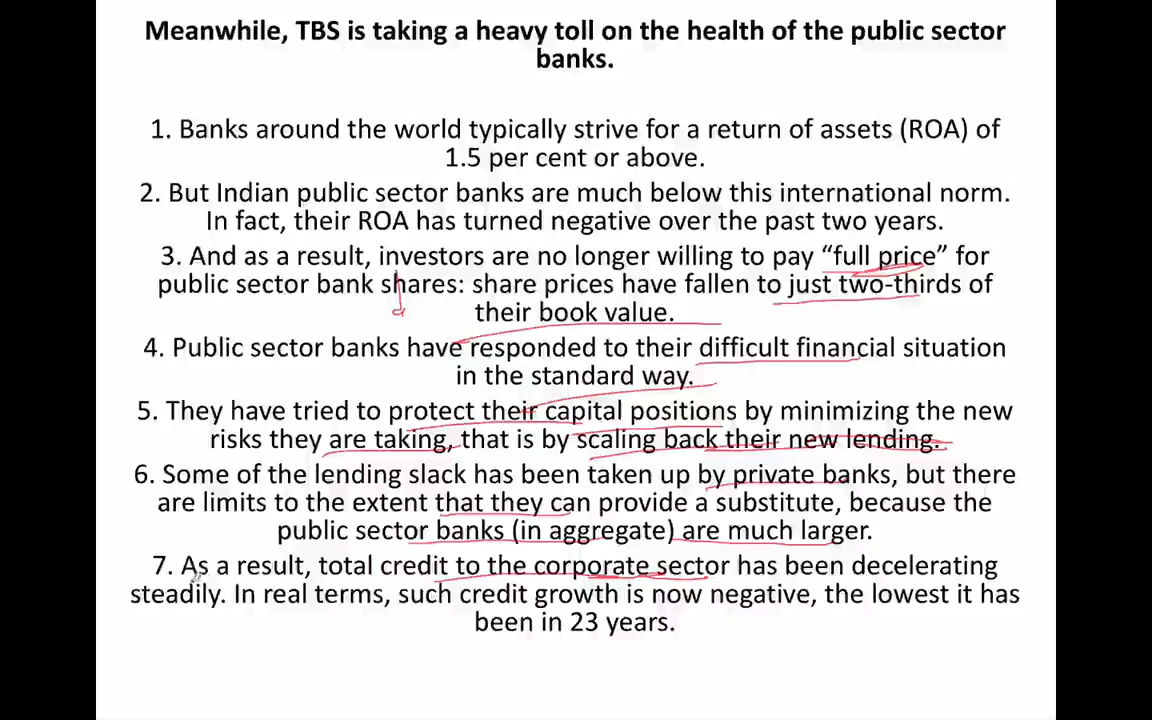 Meanwhile, TBS is taking a heavy toll on the health of the public sector
banks.
1. Banks around the world typically strive for a return of assets (ROA) of
1.5 per cent or above.
2. But Indian public sector banks are much below this international norm.
In fact, their ROA has turned negative over the past two years.
3. And as a result, investors are no longer willing to pay “full price” for
public sector bank shares: share prices have fallen to just two-thirds of
their book value.
4. Public sector banks have responded to their difficult financial situation
in the standard way.
5. They have tried to protect their capital positions by minimizing the new
risks they are taking, that is by scaling back their new lending.
6. Some of the lending slack has been taken up by private banks, but there
are limits to the extent that they can provide a substitute, because the
public sector banks (in aggregate) are much larger.
7. As a result, total credit to the corporate sector has been decelerating
steadily. In real terms, such credit growth is now negative, the lowest it has
been in 23 years.